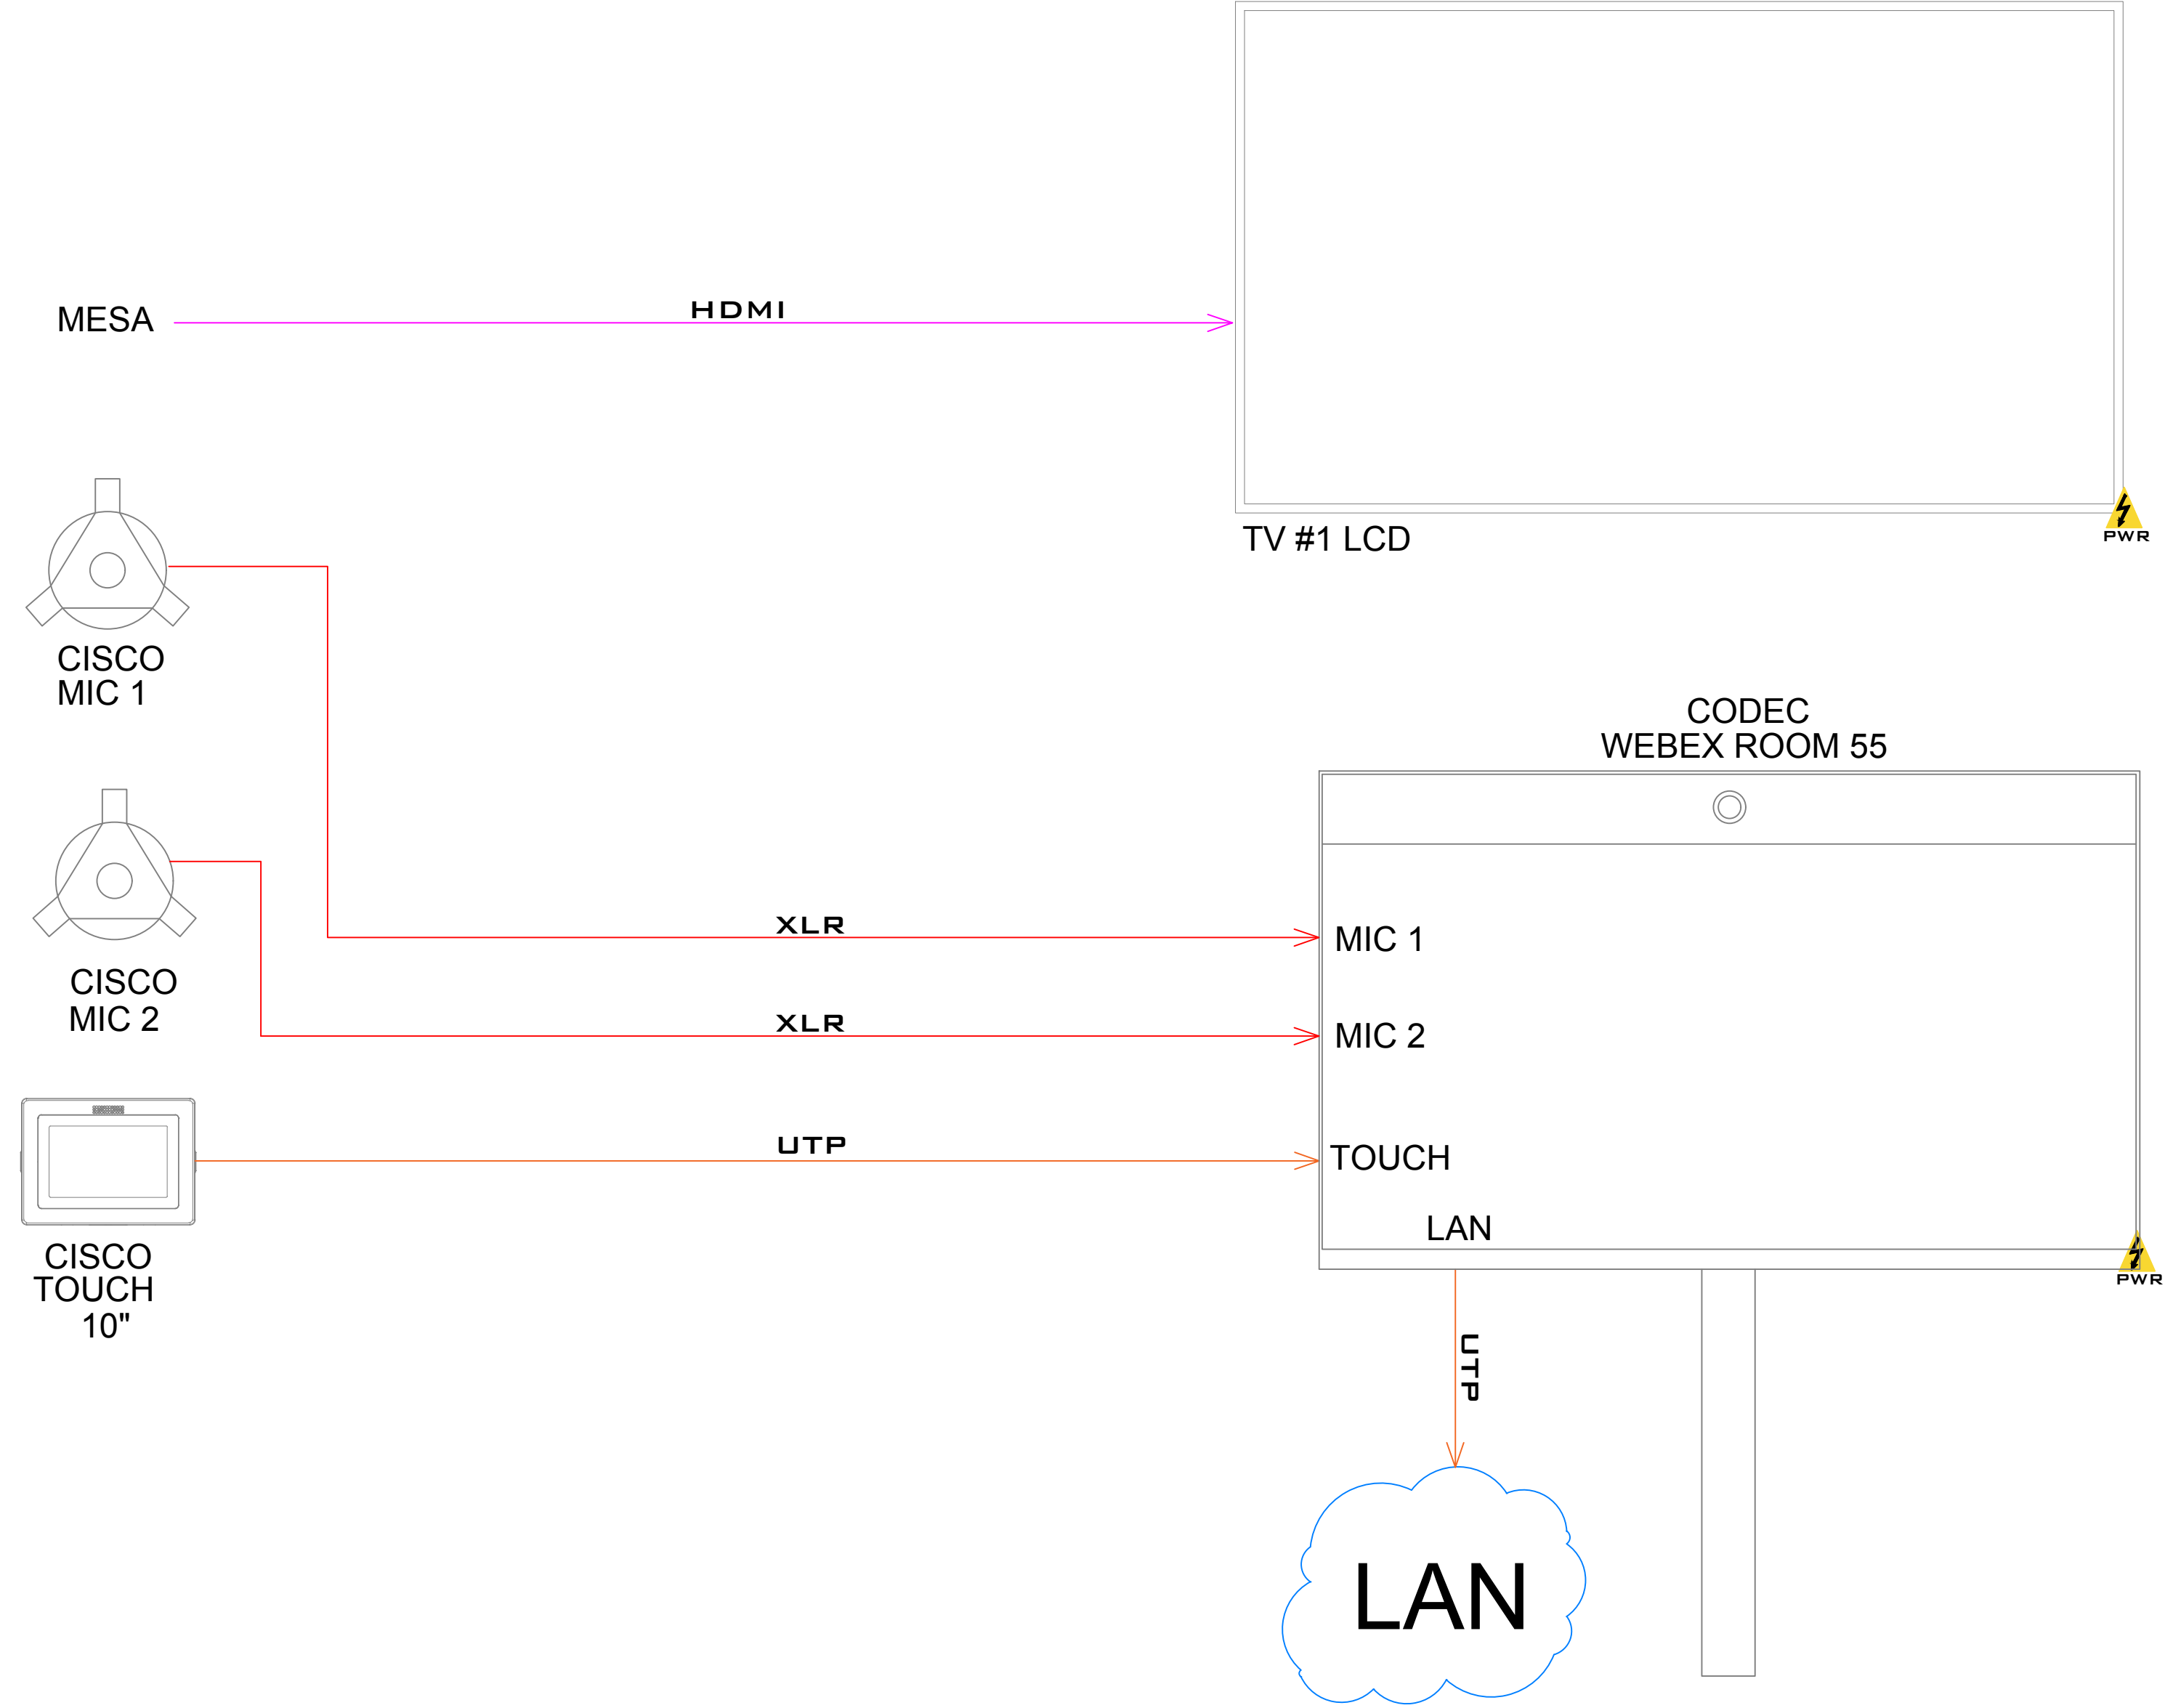 HDMI
MESA
TV #1 LCD
PWR
CISCO
MIC 1
CODEC
WEBEX ROOM 55
XLR
MIC 1
CISCO
MIC 2
XLR
MIC 2
UTP
TOUCH
LAN
CISCO
TOUCH
10"
PWR
UTP
LAN